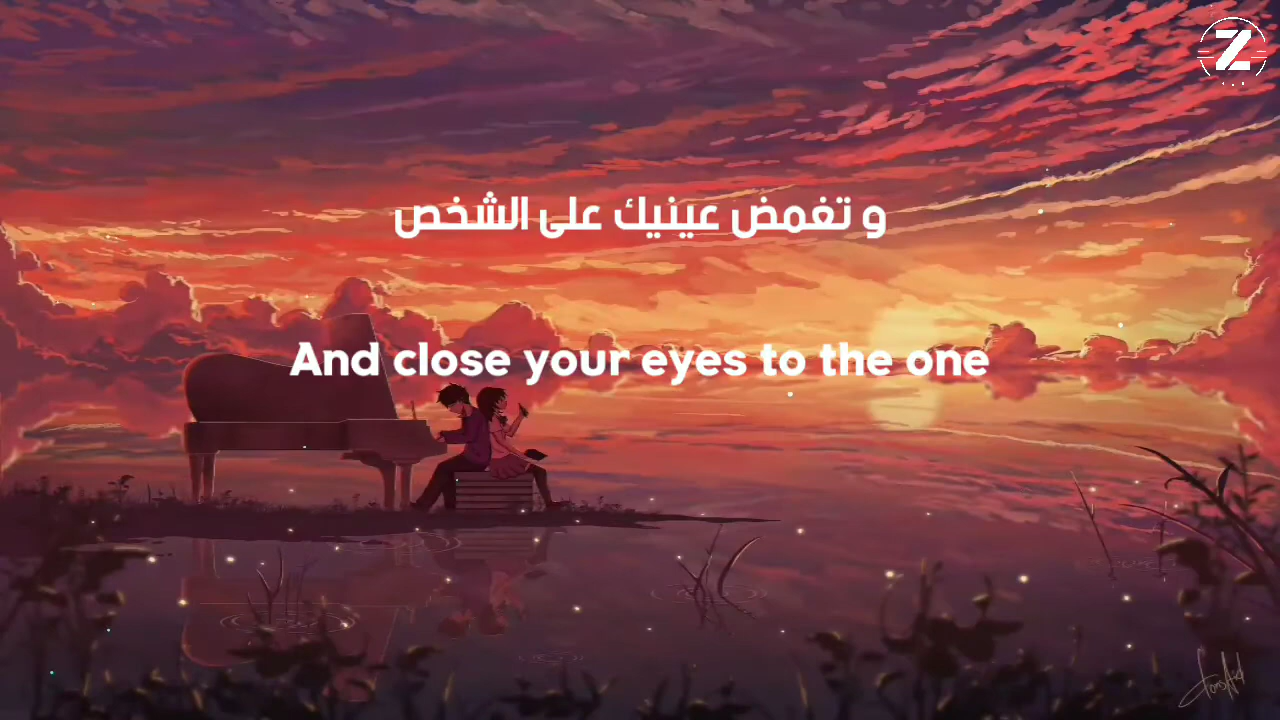 Z
و تغمض عينيك على الشخص
And close your eyes to the one